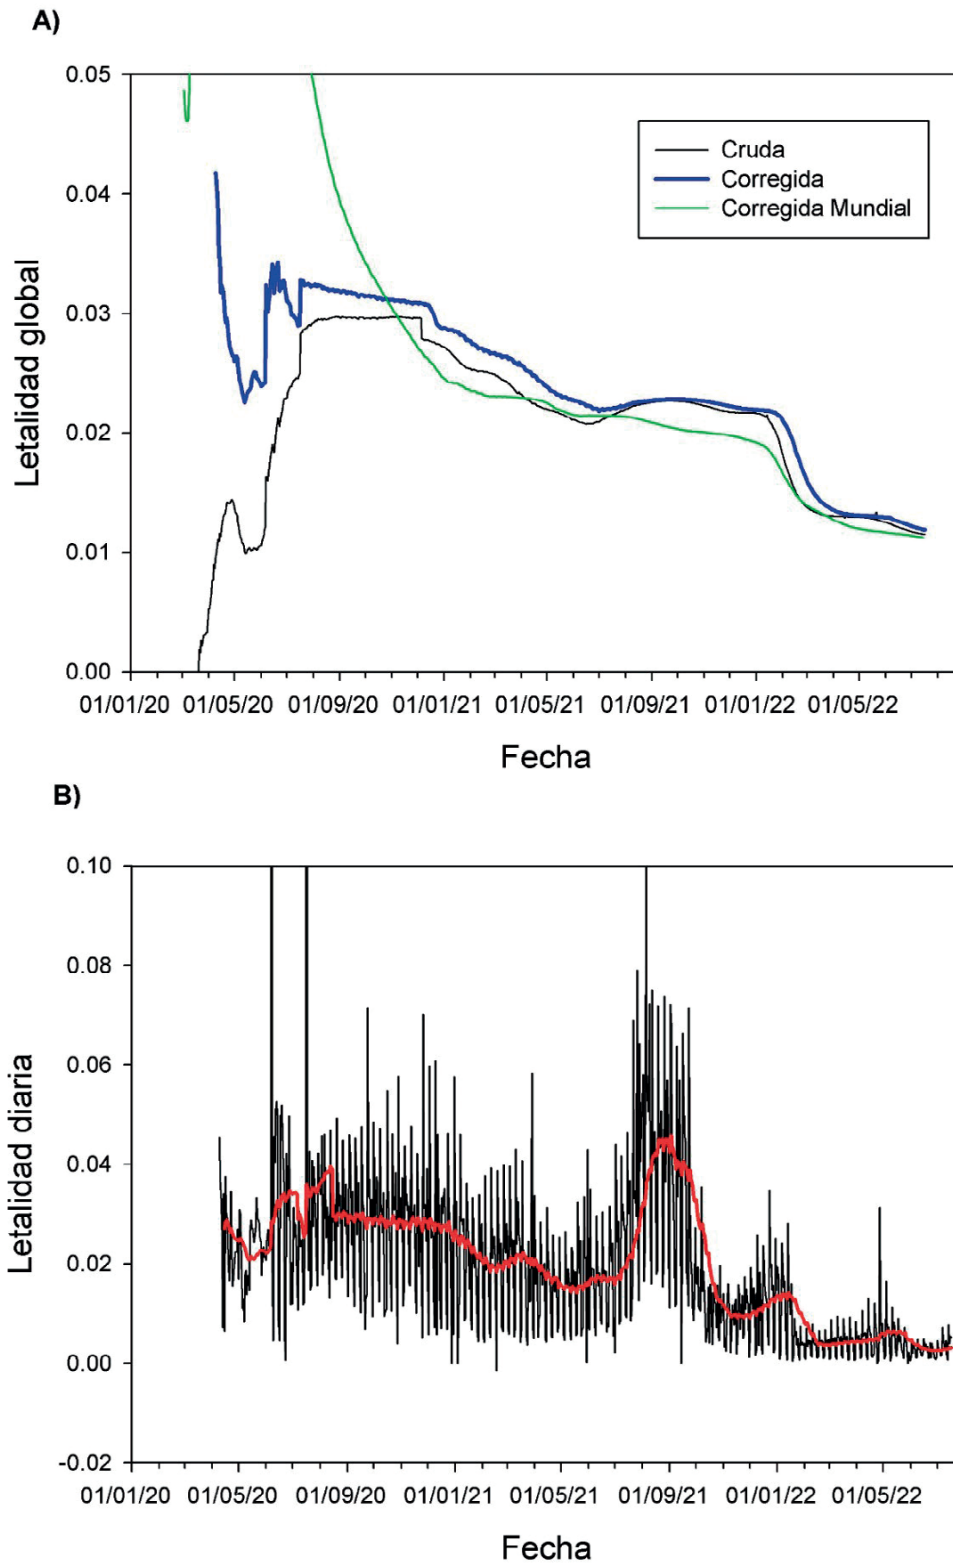 A)
0.05
0.04
0.03
0.02
0.01
0.00
Letalidad global
Cruda
Corregida
Corregida Mundial
01/01/20 01/05/20 01/09/20 01/01/21 01/05/21 01/09/21 01/01/22 01/05/22
Fecha
B)
0.10
0.08
0.06
0.04
0.02
0.00
-0.02
Letalidad diaria
01/01/20 01/05/20 01/09/20 01/01/21 01/05/21 01/09/21 01/01/22 01/05/22
Fecha